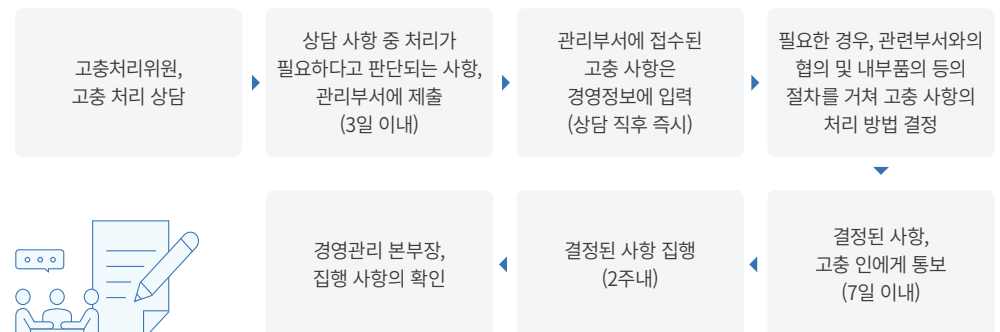 고충처리위원,
고충 처리 상담
상담 사항 중 처리가
필요하다고 판단되는 사항,
관리부서에 제출
(3일 이내)
관리부서에 접수된
고충 사항은
경영정보에 입력
(상담 직후 즉시)
필요한 경우, 관련부서와의
협의 및 내부품의 등의
절차를 거쳐 고충 사항의
처리 방법 결정
결정된 사항,
고충 인에게 통보
(7일 이내)
결정된 사항 집행
(2주내)
경영관리 본부장,
집행 사항의 확인